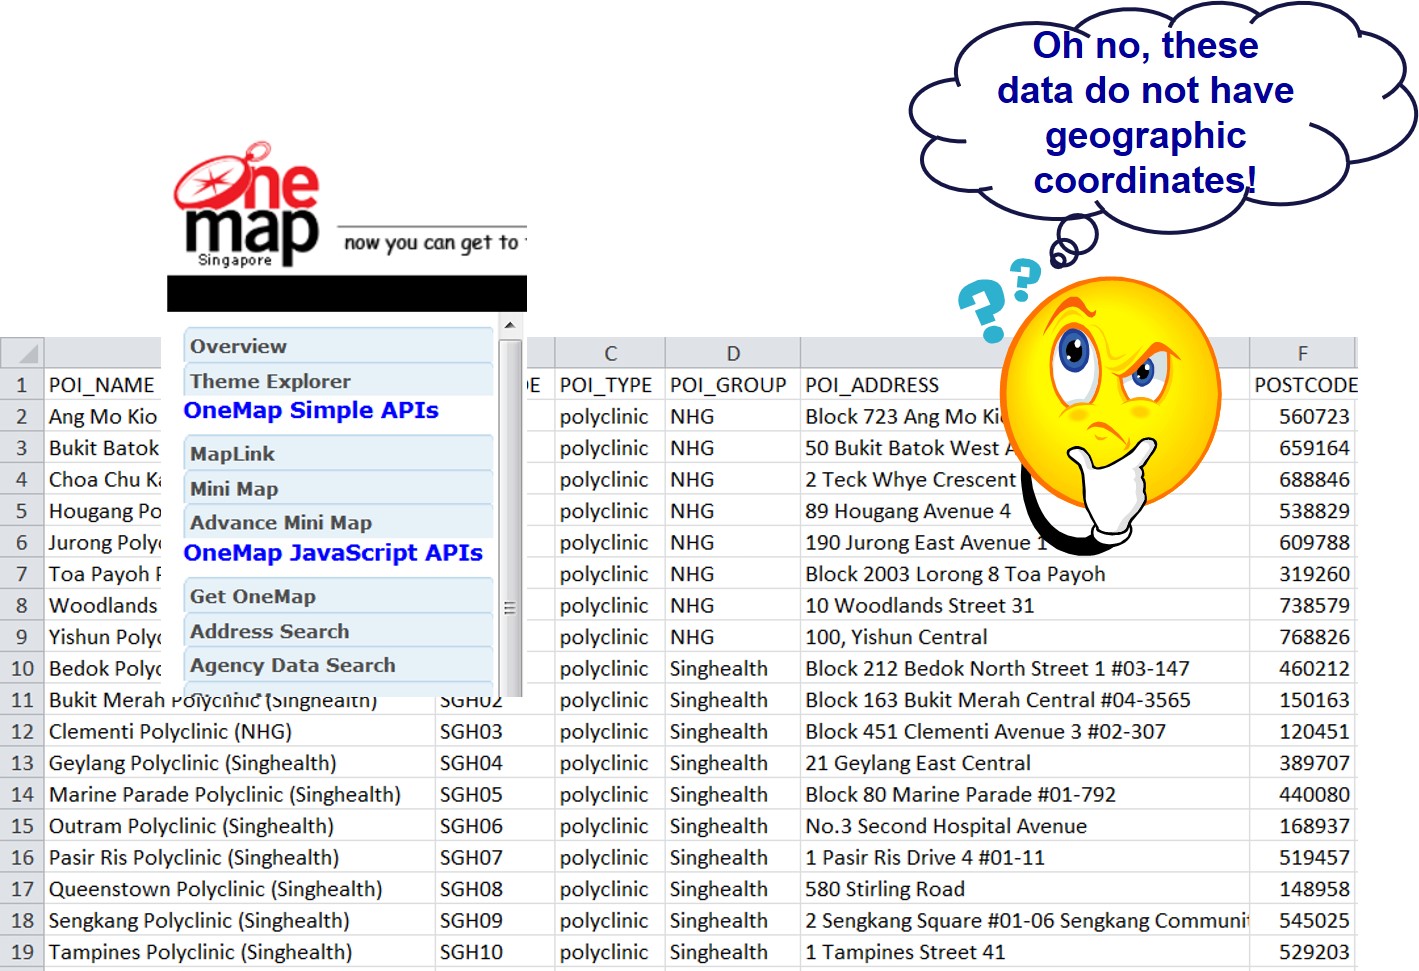 Oh no, these
data do not have
geographic
coordinates!
One
map
Singapore
now you can get to
? ?
Overview
Theme Explorer
OneMap Simple APIs
MapLink
Mini Map
Advance Mini Map
OneMap JavaScript APIs
Get OneMap
Address Search
Agency Data Search
C D F
1 POI_NAME DE POI_TYPE POI_GROUP POI_ADDRESS POSTCODE
2 Ang Mo Kio polyclinic NHG Block 723 Ang Mo Kio 560723
3 Bukit Batok polyclinic NHG 50 Bukit Batok West A 659164
4 Choa Chu Ka polyclinic NHG 2 Teck Whye Crescent 688846
5 Hougang Po polyclinic NHG 89 Hougang Avenue 4 538829
6 Jurong Polyc polyclinic NHG 190 Jurong East Avenue 1 609788
7 Toa Payoh P polyclinic NHG Block 2003 Lorong 8 Toa Payoh 319260
8 Woodlands polyclinic NHG 10 Woodlands Street 31 738579
9 Yishun Polyc polyclinic NHG 100, Yishun Central 768826
10 Bedok Polyc polyclinic Singhealth Block 212 Bedok North Street 1 #03-147 460212
11 Bukit Merah Polyclinic (Singhealth) SGH02 polyclinic Singhealth Block 163 Bukit Merah Central #04-3565 150163
12 Clementi Polyclinic (NHG) SGH03 polyclinic Singhealth Block 451 Clementi Avenue 3 #02-307 120451
13 Geylang Polyclinic (Singhealth) SGH04 polyclinic Singhealth 21 Geylang East Central 389707
14 Marine Parade Polyclinic (Singhealth) SGH05 polyclinic Singhealth Block 80 Marine Parade #01-792 440080
15 Outram Polyclinic (Singhealth) SGH06 polyclinic Singhealth No.3 Second Hospital Avenue 168937
16 Pasir Ris Polyclinic (Singhealth) SGH07 polyclinic Singhealth 1 Pasir Ris Drive 4 #01-11 519457
17 Queenstown Polyclinic (Singhealth) SGH08 polyclinic Singhealth 580 Stirling Road 148958
18 Sengkang Polyclinic (Singhealth) SGH09 polyclinic Singhealth 2 Sengkang Square #01-06 Sengkang Communit 545025
19 Tampines Polyclinic (Singhealth) SGH10 polyclinic Singhealth 1 Tampines Street 41 529203